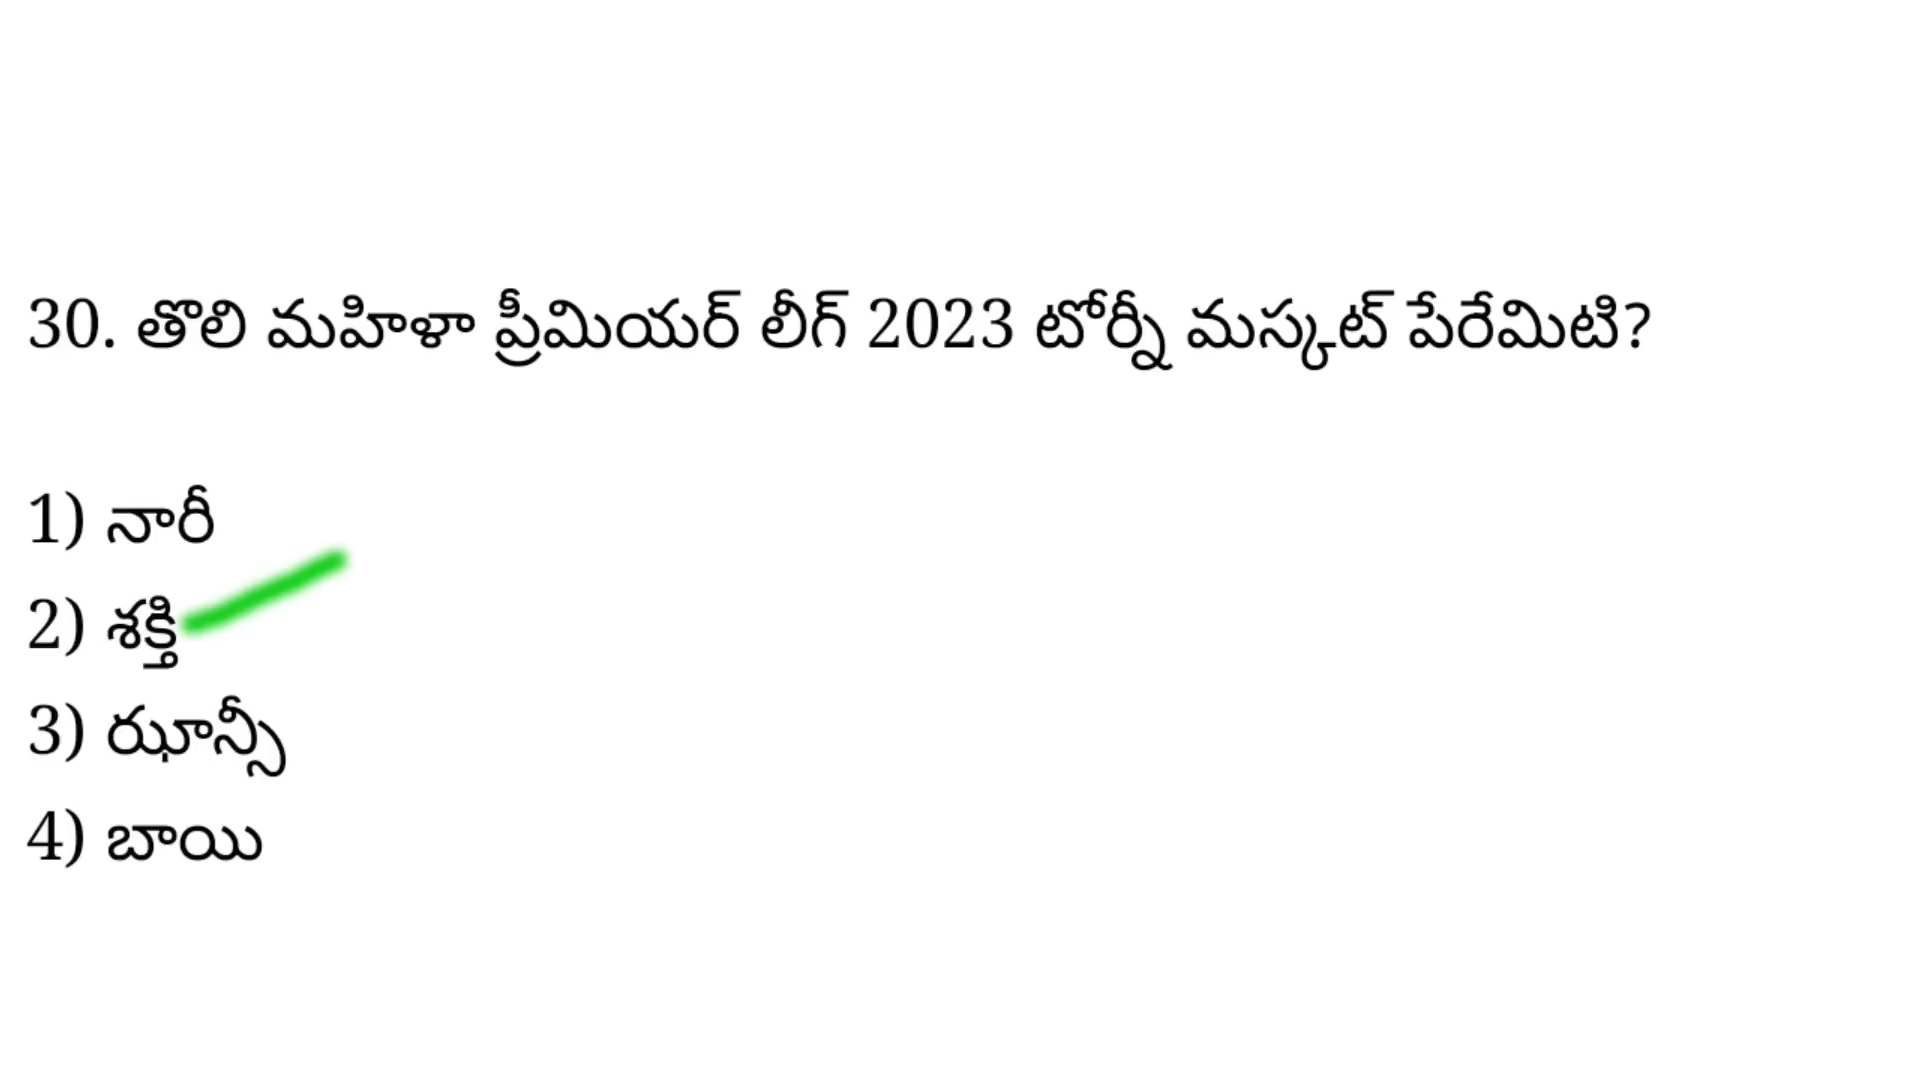 30. తొలి మహిళా ప్రీమియర్ లీగ్ 2023 టోర్నీ మస్కట్ పేరేమిటి?
1) నారీ
2) శక్తి
3) ఝాన్సీ
4) బాయి